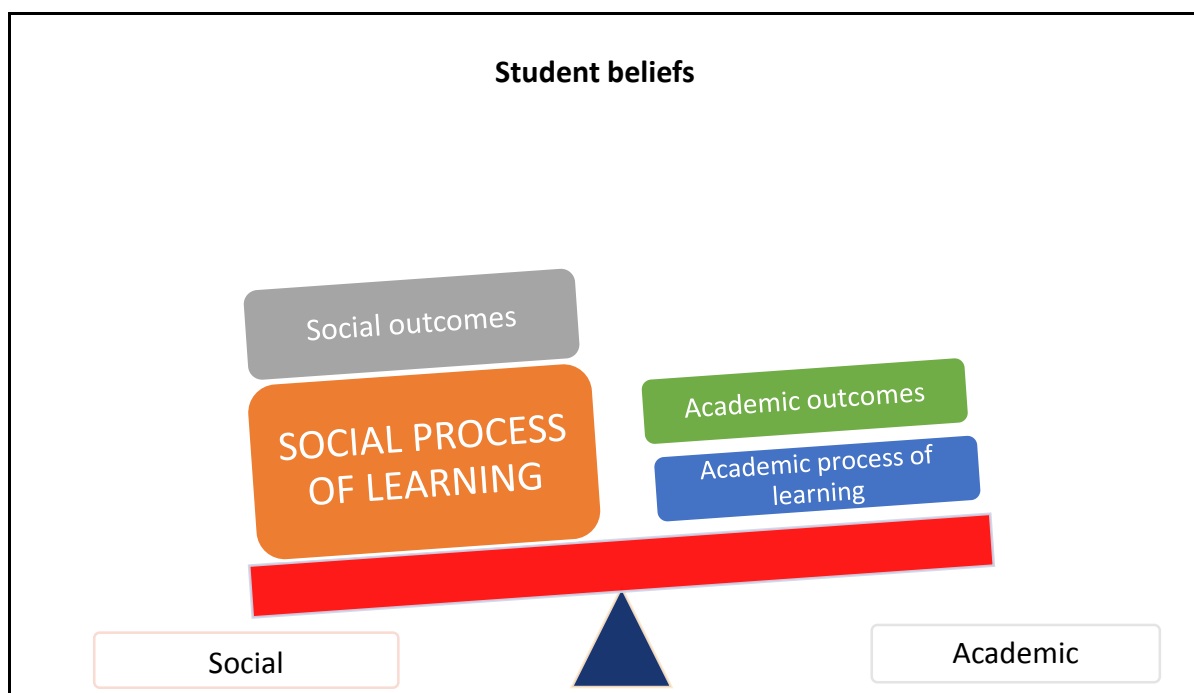 Student beliefs
Social outcomes
SOCIAL PROCESS
OF LEARNING
Academic outcomes
Academic process of
learning
Social
Academic